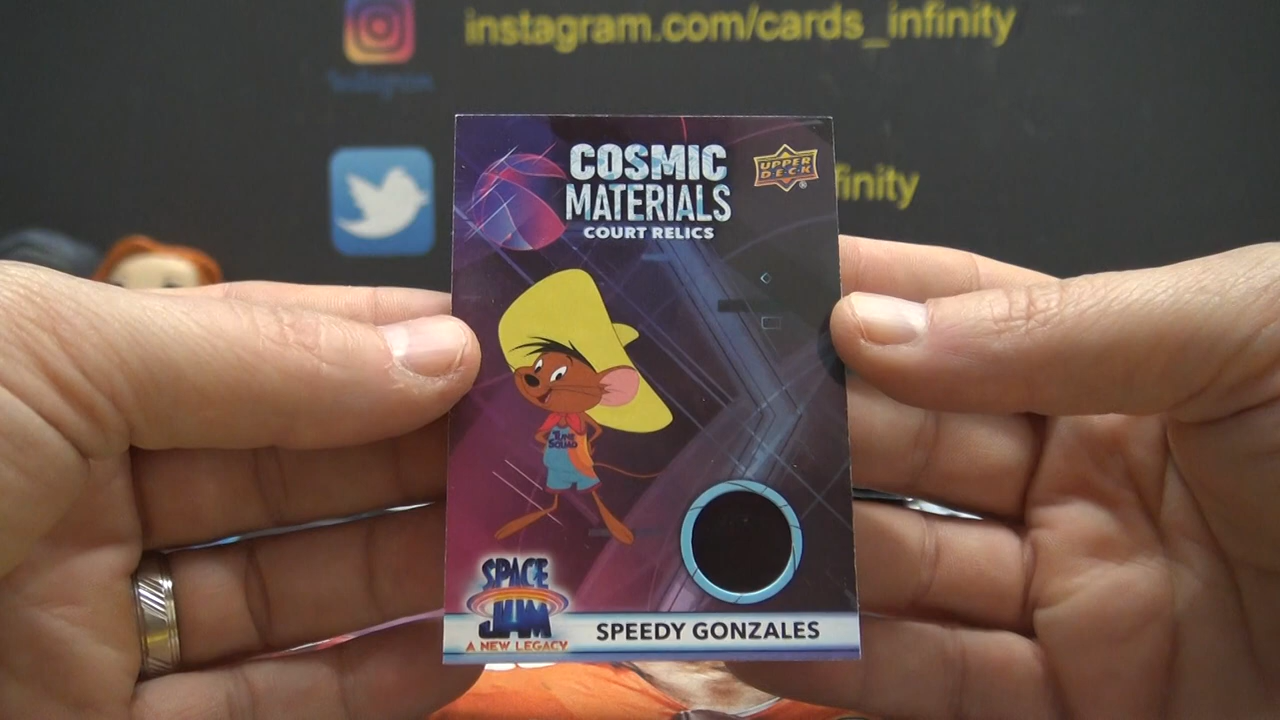 instagram.com/cards_infinity
Instagram
finity
COSMIC
MATERIALS
COURT RELICS
UPPER
DECK
®
TUNE
SQUAD
SPACE
JAM
A NEW LEGACY
SPEEDY GONZALES